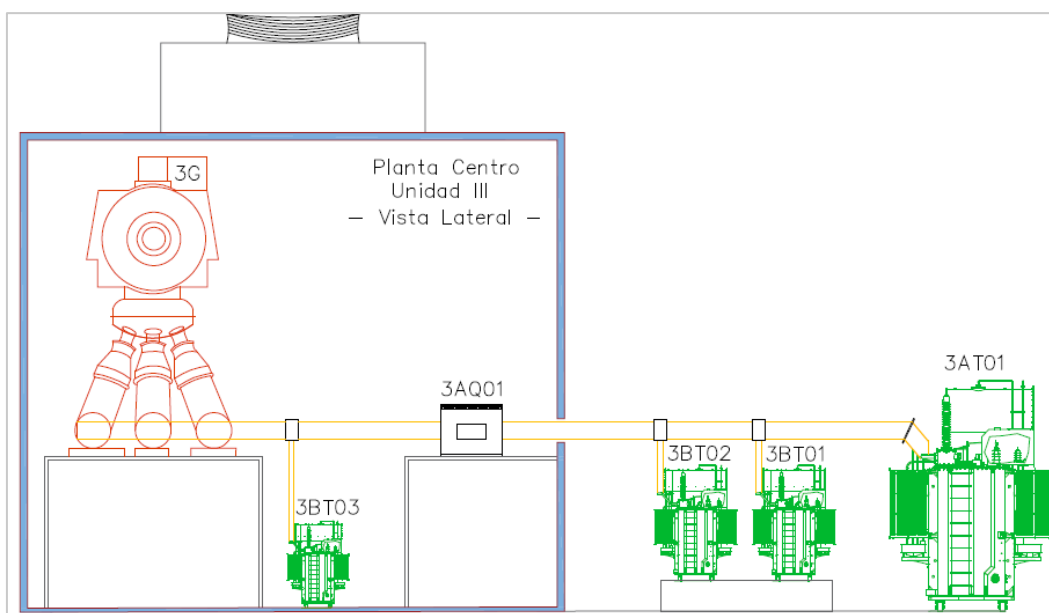 3G
Planta Centro
Unidad III
– Vista Lateral –
3AQ01
3AT01
3BT02
3BT01
3BT03